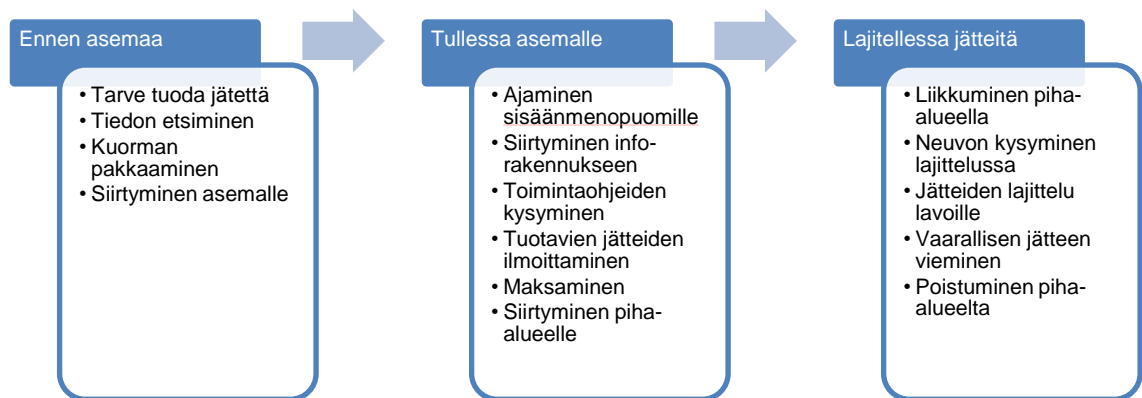 Ennen asemaa
• Tarve tuoda jätettä
• Tiedon etsiminen
• Kuorman
pakkaaminen
• Siirtyminen asemalle
Tullessa asemalle
• Ajaminen
sisäänmenopuomille
• Siirtyminen info-
rakennukseen
• Toimintaohjeiden
kysyminen
• Tuotavien jätteiden
ilmoittaminen
• Maksaminen
• Siirtyminen piha-
alueelle
Lajitellessa jätteitä
• Liikkuminen piha-
alueella
• Neuvon kysyminen
lajittelussa
• Jätteiden lajittelu
lavoille
• Vaarallisen jätteen
vieminen
• Poistuminen piha-
alueelta